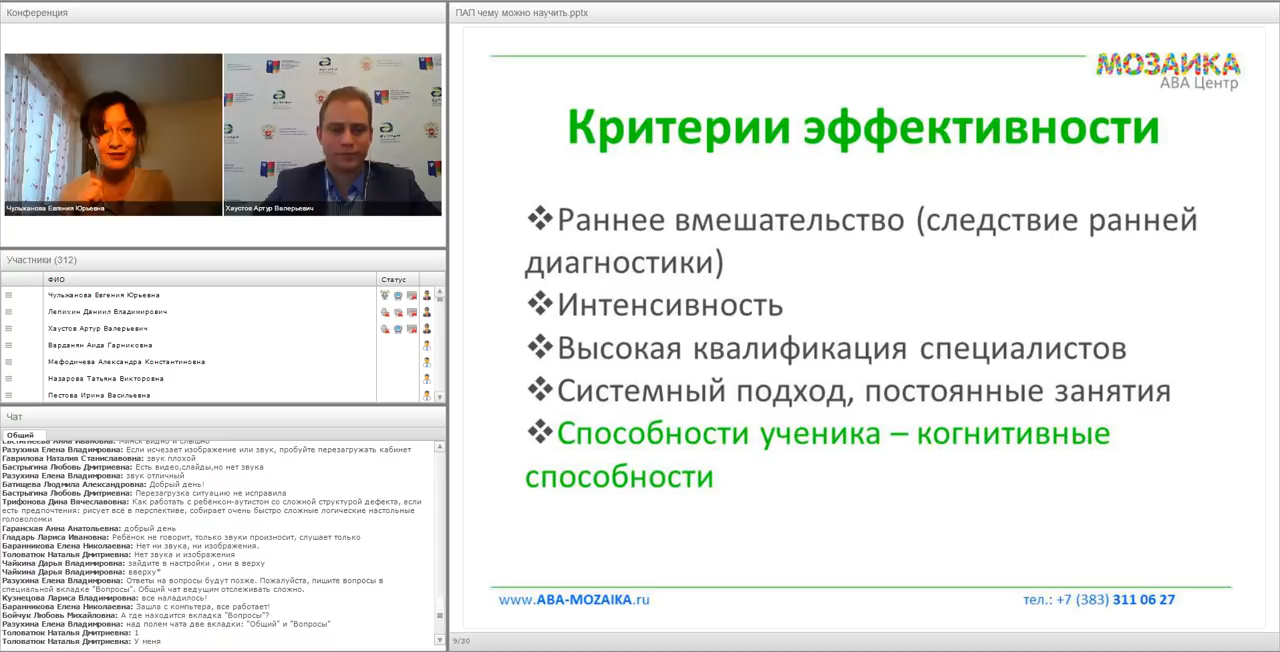 Конференция
Чулжанова Евгения Юрьевна
Хаустов Артур Валерьевич
Участники (312)
ФИО
Статус
Чульжанова Евгения Юрьевна
Лепихин Даниил Владимирович
Хаустов Артур Валерьевич
Варданян Аида Гарниковна
Мефодичева Александра Константиновна
Назарова Татьяна Викторовна
Пестова Ирина Васильевна
Чат
Общий
Евстигнеева Анна Ивановна: Минск видно и слышно
Разухина Елена Владимировна: Если исчезает изображение или звук, пробуйте перезагружать кабинет
Гаврилова Наталия Станиславовна: звук плохой
Бастрыгина Любовь Дмитриевна: Есть видео,слайды,но нет звука
Разухина Елена Владимировна: звук отличный
Батищева Людмила Александровна: Добрый день!
Бастрыгина Любовь Дмитриевна: Перезагрузка ситуацию не исправила
Трифонова Дина Вячеславовна: Как работать с ребёнком-аутистом со сложной структурой дефекта, если
есть предпочтения: рисует всё в перспективе, собирает очень быстро сложные логические настольные
головоломки
Гаранская Анна Анатольевна: добрый день
Гладарь Лариса Ивановна: Ребёнок не говорит, только звуки произносит, слушает только
Баранникова Елена Николаевна: Нет ни звука, ни изображения.
Толоватюк Наталья Дмитриевна: Нет звука и изображения
Чайкина Дарья Владимировна: зайдите в настройки , они в верху
Чайкина Дарья Владимировна: вверху*
Разухина Елена Владимировна: Ответы на вопросы будут позже. Пожалуйста, пишите вопросы в
специальной вкладке "Вопросы". Общий чат ведущим отслеживать сложно.
Кузнецова Лариса Владимировна: все наладилось!
Баранникова Елена Николаевна: Зашла с компьтера, все работает!
Бойчук Любовь Михайловна: А где находится вкладка "Вопросы"?
Разухина Елена Владимировна: над полем чата две вкладки: "Общий" и "Вопросы"
Толоватюк Наталья Дмитриевна: 1
Толоватюк Наталья Дмитриевна: У меня
ПАП чему можно научить.pptx
МОЗАИКА
АВА Центр
Критерии эффективности
❖Раннее вмешательство (следствие ранней
диагностики)
❖Интенсивность
❖Высокая квалификация специалистов
❖Системный подход, постоянные занятия
❖Способности ученика – когнитивные
способности
www.ABA-MOZAIKA.ru
тел.: +7 (383) 311 06 27
9/30